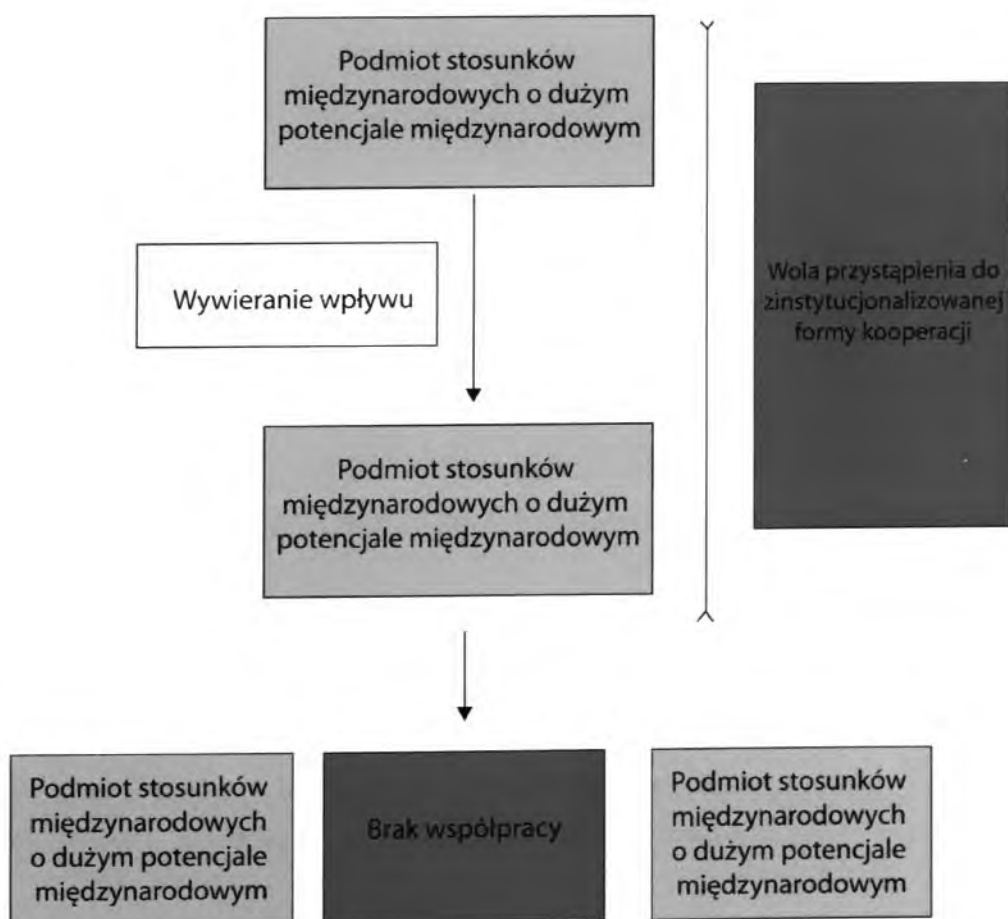 Podmiot stosunków
międzynarodowych o dużym
potencjale międzynarodowym
Wywieranie wpływu
Wola przystąpienia do
zinstytucjonalizowanej
formy kooperacji
Podmiot stosunków
międzynarodowych o dużym
potencjale międzynarodowym
Podmiot stosunków
międzynarodowych
o dużym potencjale
międzynarodowym
Brak współpracy
Podmiot stosunków
międzynarodowych
o dużym potencjale
międzynarodowym